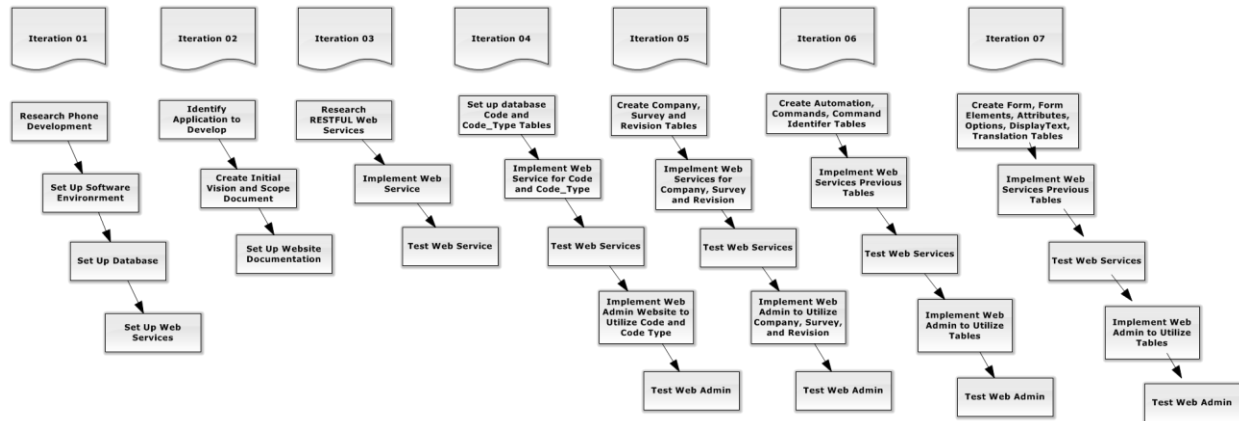 Iteration 01
Iteration 02
Iteration 03
Iteration 04
Iteration 05
Iteration 06
Iteration 07
Research Phone
Development
Set Up Software
Environrment
Set Up Database
Set Up Web
Services
Identify
Application to
Develop
Create Initial
Vision and Scope
Document
Set Up Website
Documentation
Research
RESTFUL Web
Services
Implement Web
Service
Test Web Service
Set up database
Code and
Code_Type Tables
Implement Web
Service for Code
and Code_Type
Test Web Services
Implement Web
Admin Website to
Utilize Code and
Code Type
Test Web Admin
Create Company,
Survey and
Revision Tables
Impelment Web
Services for
Company, Survey
and Revision
Test Web Services
Implement Web
Admin to Utilize
Company, Survey,
and Revision
Test Web Admin
Create Automation,
Commands, Command
Identifer Tables
Impelment Web
Services Previous
Tables
Test Web Services
Implement Web
Admin to Utilize
Tables
Test Web Admin
Create Form, Form
Elements, Attributes,
Options, DisplayText,
Translation Tables
Impelment Web
Services Previous
Tables
Test Web Services
Implement Web
Admin to Utilize
Tables
Test Web Admin